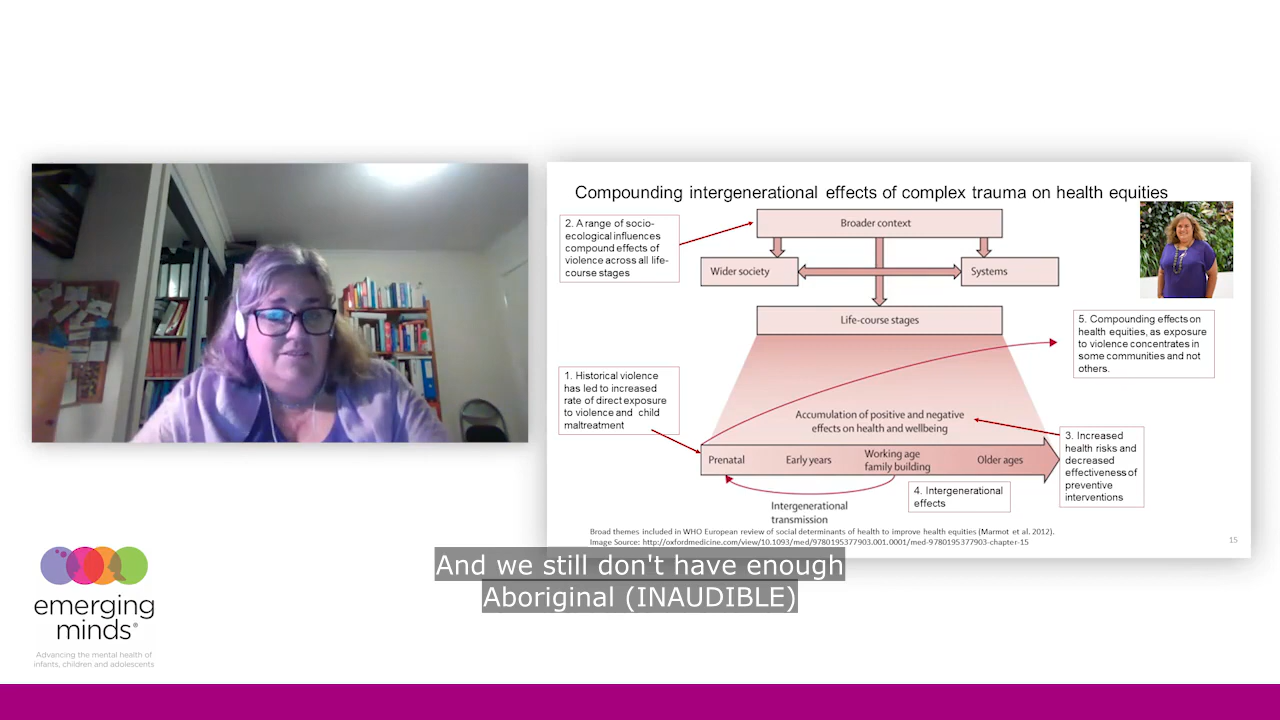 Compounding intergenerational effects of complex trauma on health equities
2. A range of socio-
ecological influences
compound effects of
violence across all life-
course stages
Broader context
Wider society
Systems
Life-course stages
5. Compounding effects on
health equities, as exposure
to violence concentrates in
some communities and not
others.
1. Historical violence
has led to increased
rate of direct exposure
to violence and child
maltreatment
Accumulation of positive and negative
effects on health and wellbeing
3. Increased
health risks and
decreased
effectiveness of
preventive
interventions
Prenatal
Early years
Working age
family building
Older ages
4. Intergenerational
effects
Intergenerational
transmission
Broad themes included in WHO European review of social determinants of health to improve health equities (Marmot et al. 2012).
Image Source: http://oxfordmedicine.com/view/10.1093/med/9780195377903.001.0001/med-9780195377903-chapter-15
15
And we still don't have enough
Aboriginal (INAUDIBLE)
emerging
minds®
Advancing the mental health of
infants, children and adolescents